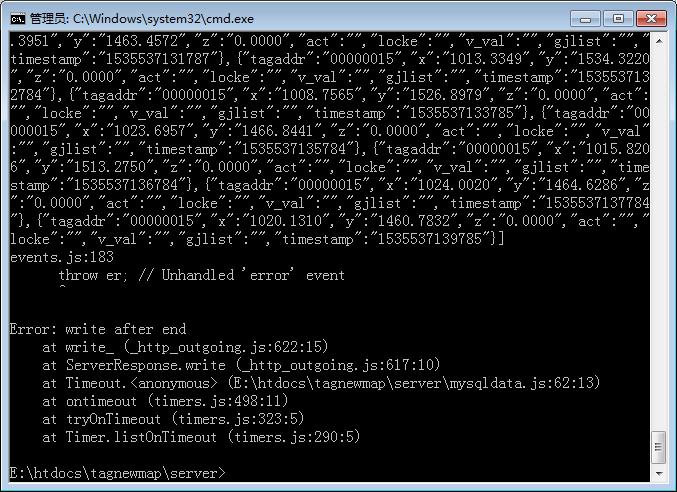 管理员: C:\Windows\system32\cmd.exe
.3951","y":"1463.4572","z":"0.0000","act":"","locke":"","v_val":"","gjlist":"","
timestamp":"1535537131787"}, {"tagaddr":"00000015","x":"1013.3349","y":"1534.3220
","z":"0.0000","act":"","locke":"","v_val":"","gjlist":"","timestamp":"153553713
2784"}, {"tagaddr":"00000015","x":"1008.7565","y":"1526.8979","z":"0.0000","act":
"","locke":"","v_val":"","gjlist":"","timestamp":"1535537133785"}, {"tagaddr":"00
000015","x":"1023.6957","y":"1466.8441","z":"0.0000","act":"","locke":"","v_val"
:"","gjlist":"","timestamp":"1535537135784"}, {"tagaddr":"00000015","x":"1015.820
6","y":"1513.2750","z":"0.0000","act":"","locke":"","v_val":"","gjlist":"","time
stamp":"1535537136784"}, {"tagaddr":"00000015","x":"1024.0020","y":"1464.6286","z
":"0.0000","act":"","locke":"","v_val":"","gjlist":"","timestamp":"1535537137784
"}, {"tagaddr":"00000015","x":"1020.1310","y":"1460.7832","z":"0.0000","act":"","
locke":"","v_val":"","gjlist":"","timestamp":"1535537139785"}]
events.js:183
      throw er; // Unhandled 'error' event
      ^
Error: write after end
    at write_ (_http_outgoing.js:622:15)
    at ServerResponse.write (_http_outgoing.js:617:10)
    at Timeout.<anonymous> (E:\htdocs\tagnewmap\server\mysqldata.js:62:13)
    at ontimeout (timers.js:498:11)
    at tryOnTimeout (timers.js:323:5)
    at Timer.listOnTimeout (timers.js:290:5)
E:\htdocs\tagnewmap\server>